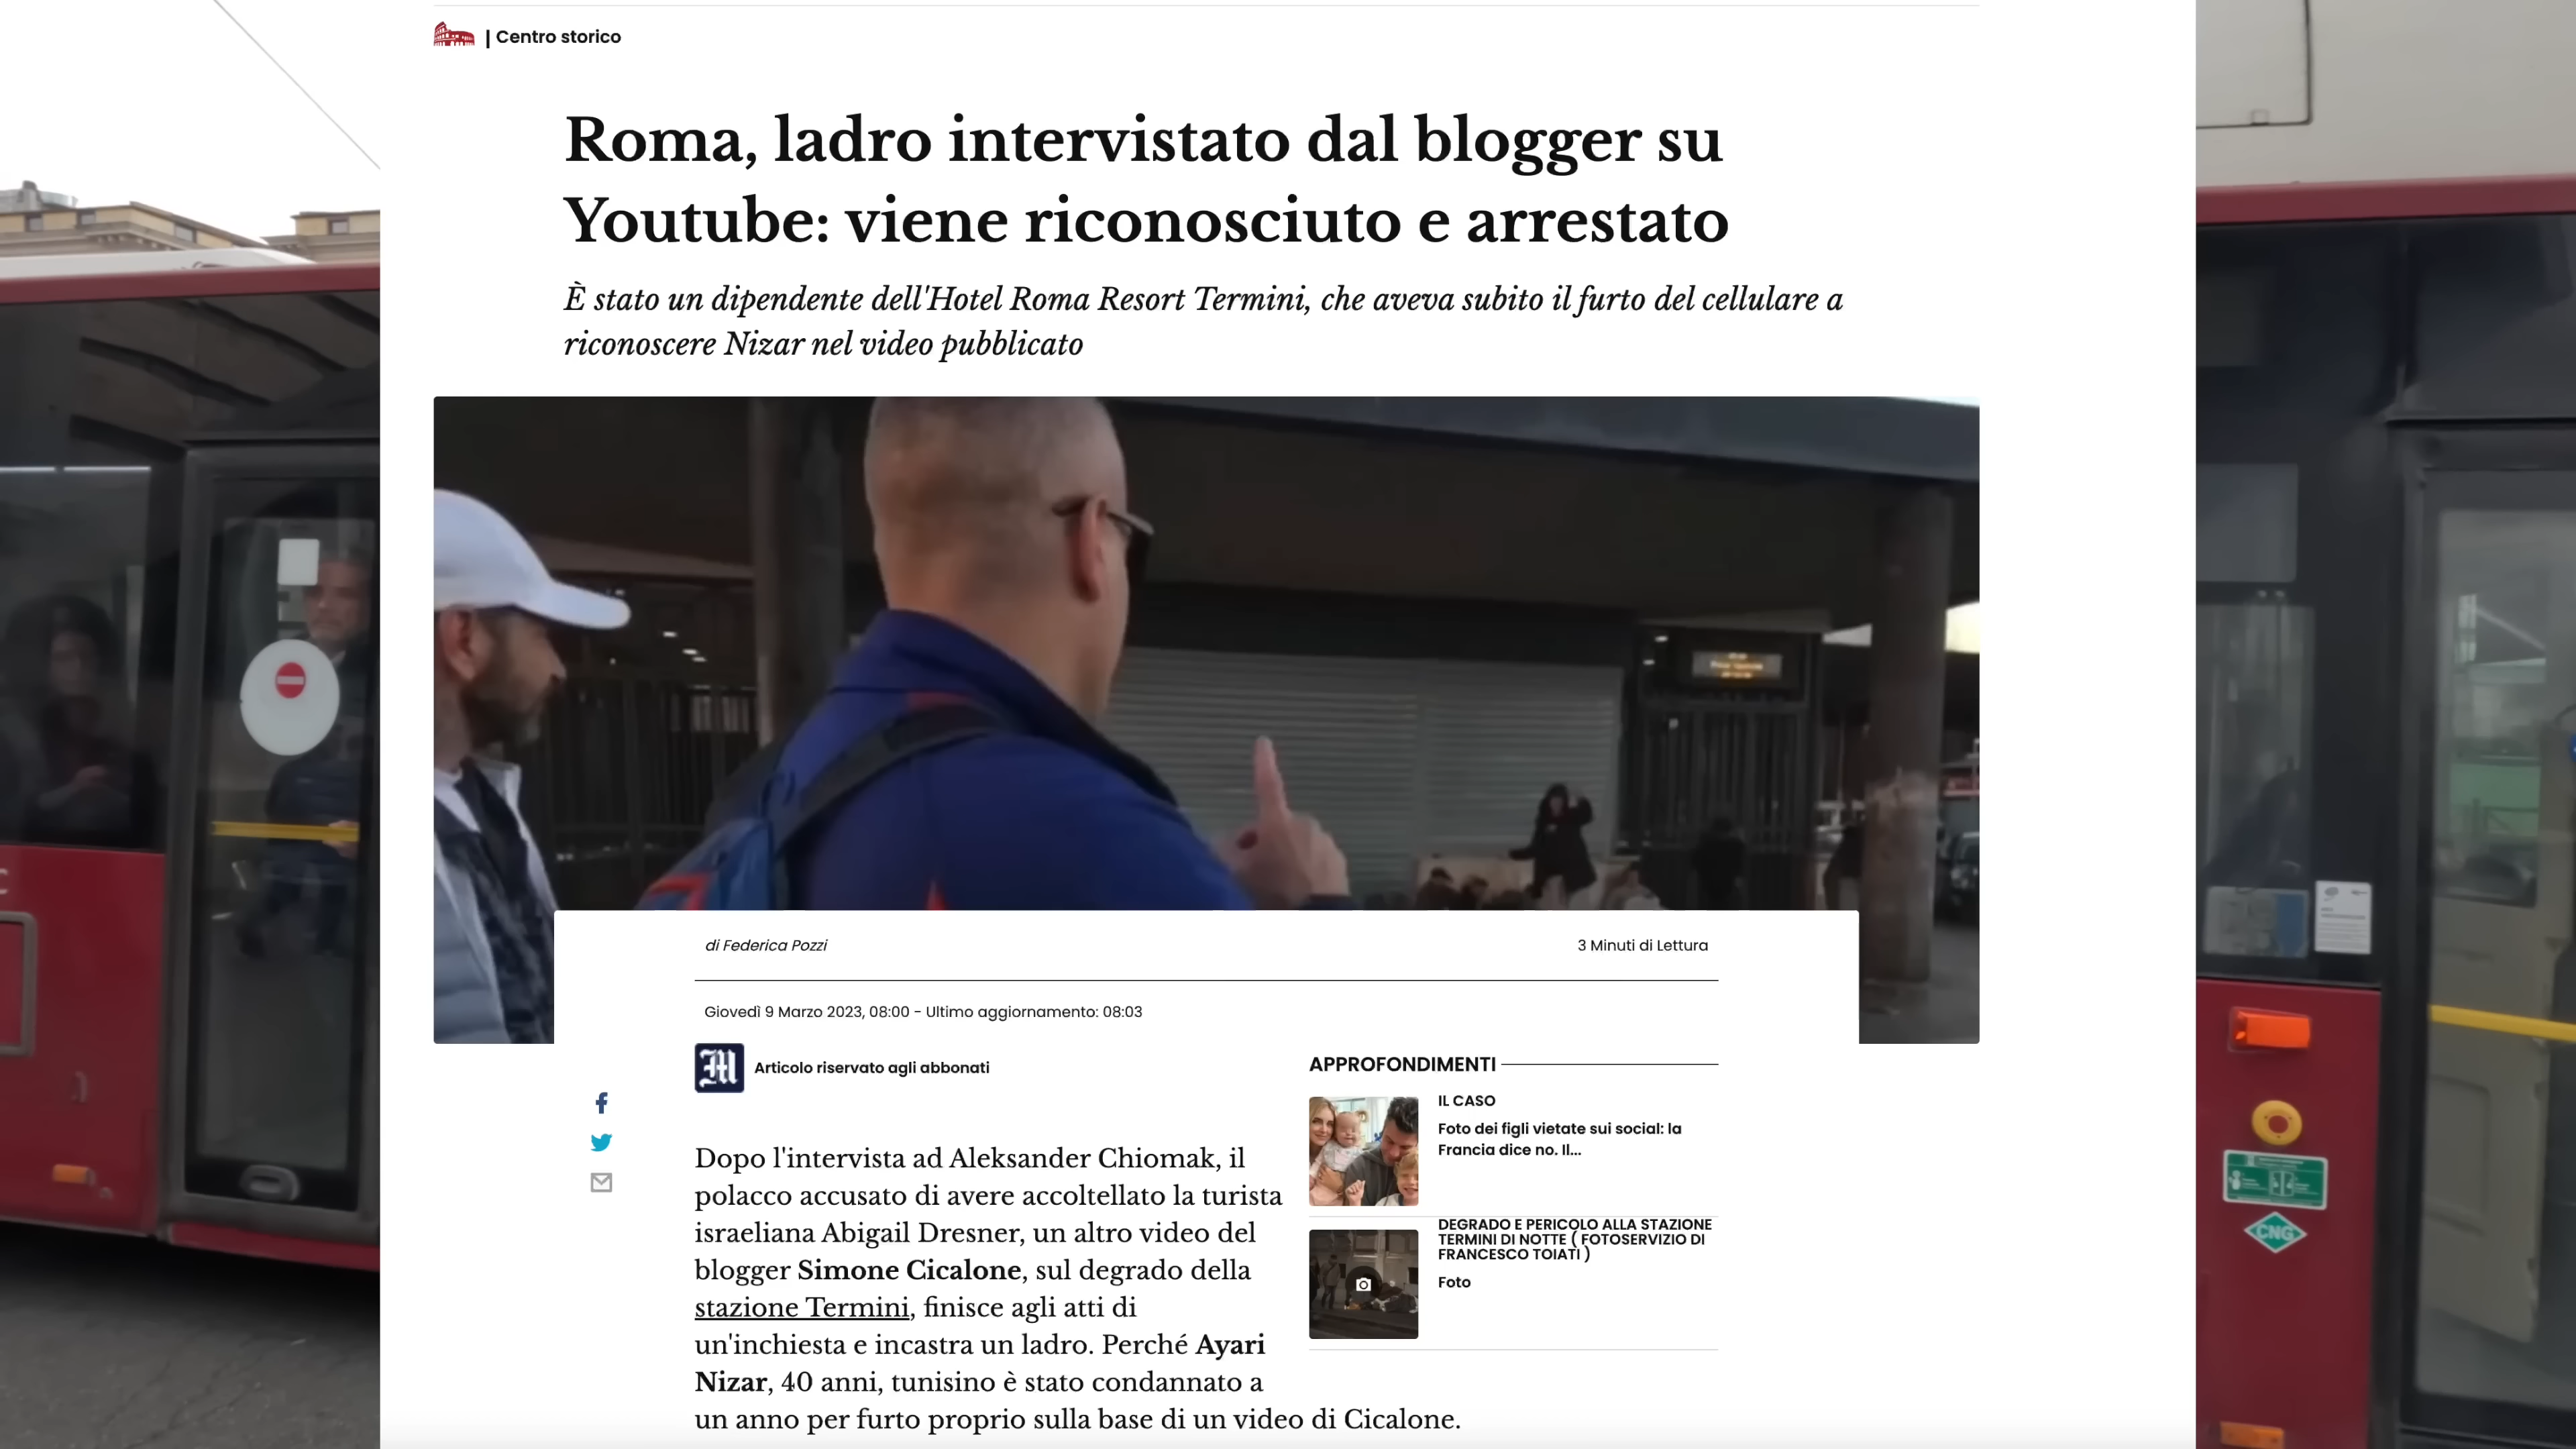 | Centro storico
Roma, ladro intervistato dal blogger su
Youtube: viene riconosciuto e arrestato
È stato un dipendente dell'Hotel Roma Resort Termini, che aveva subito il furto del cellulare a
riconoscere Nizar nel video pubblicato
di Federica Pozzi
3 Minuti di Lettura
Giovedì 9 Marzo 2023, 08:00 - Ultimo aggiornamento: 08:03
M
Articolo riservato agli abbonati
Dopo l'intervista ad Aleksander Chiomak, il
polacco accusato di avere accoltellato la turista
israeliana Abigail Dresner, un altro video del
blogger Simone Cicalone, sul degrado della
stazione Termini, finisce agli atti di
un'inchiesta e incastra un ladro. Perché Ayari
Nizar, 40 anni, tunisino è stato condannato a
un anno per furto proprio sulla base di un video di Cicalone.
APPROFONDIMENTI
IL CASO
Foto dei figli vietate sui social: la
Francia dice no. Il...
DEGRADO E PERICOLO ALLA STAZIONE
TERMINI DI NOTTE ( FOTOSERVIZIO DI
FRANCESCO TOIATI )
Foto
CNG